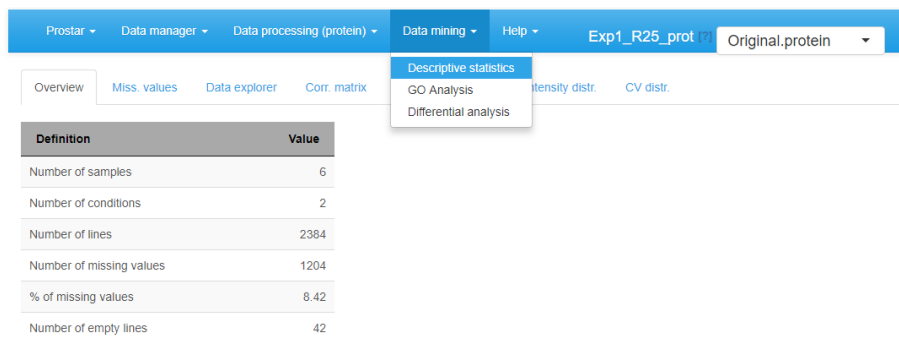 Prostar Data manager Data processing (protein) Data mining Help Exp1_R25_prot [?] Original.protein
Descriptive statistics
GO Analysis
Differential analysis
Overview Miss. values Data explorer Corr. matrix ntensity distr. CV distr.
Definition Value
Number of samples 6
Number of conditions 2
Number of lines 2384
Number of missing values 1204
% of missing values 8.42
Number of empty lines 42